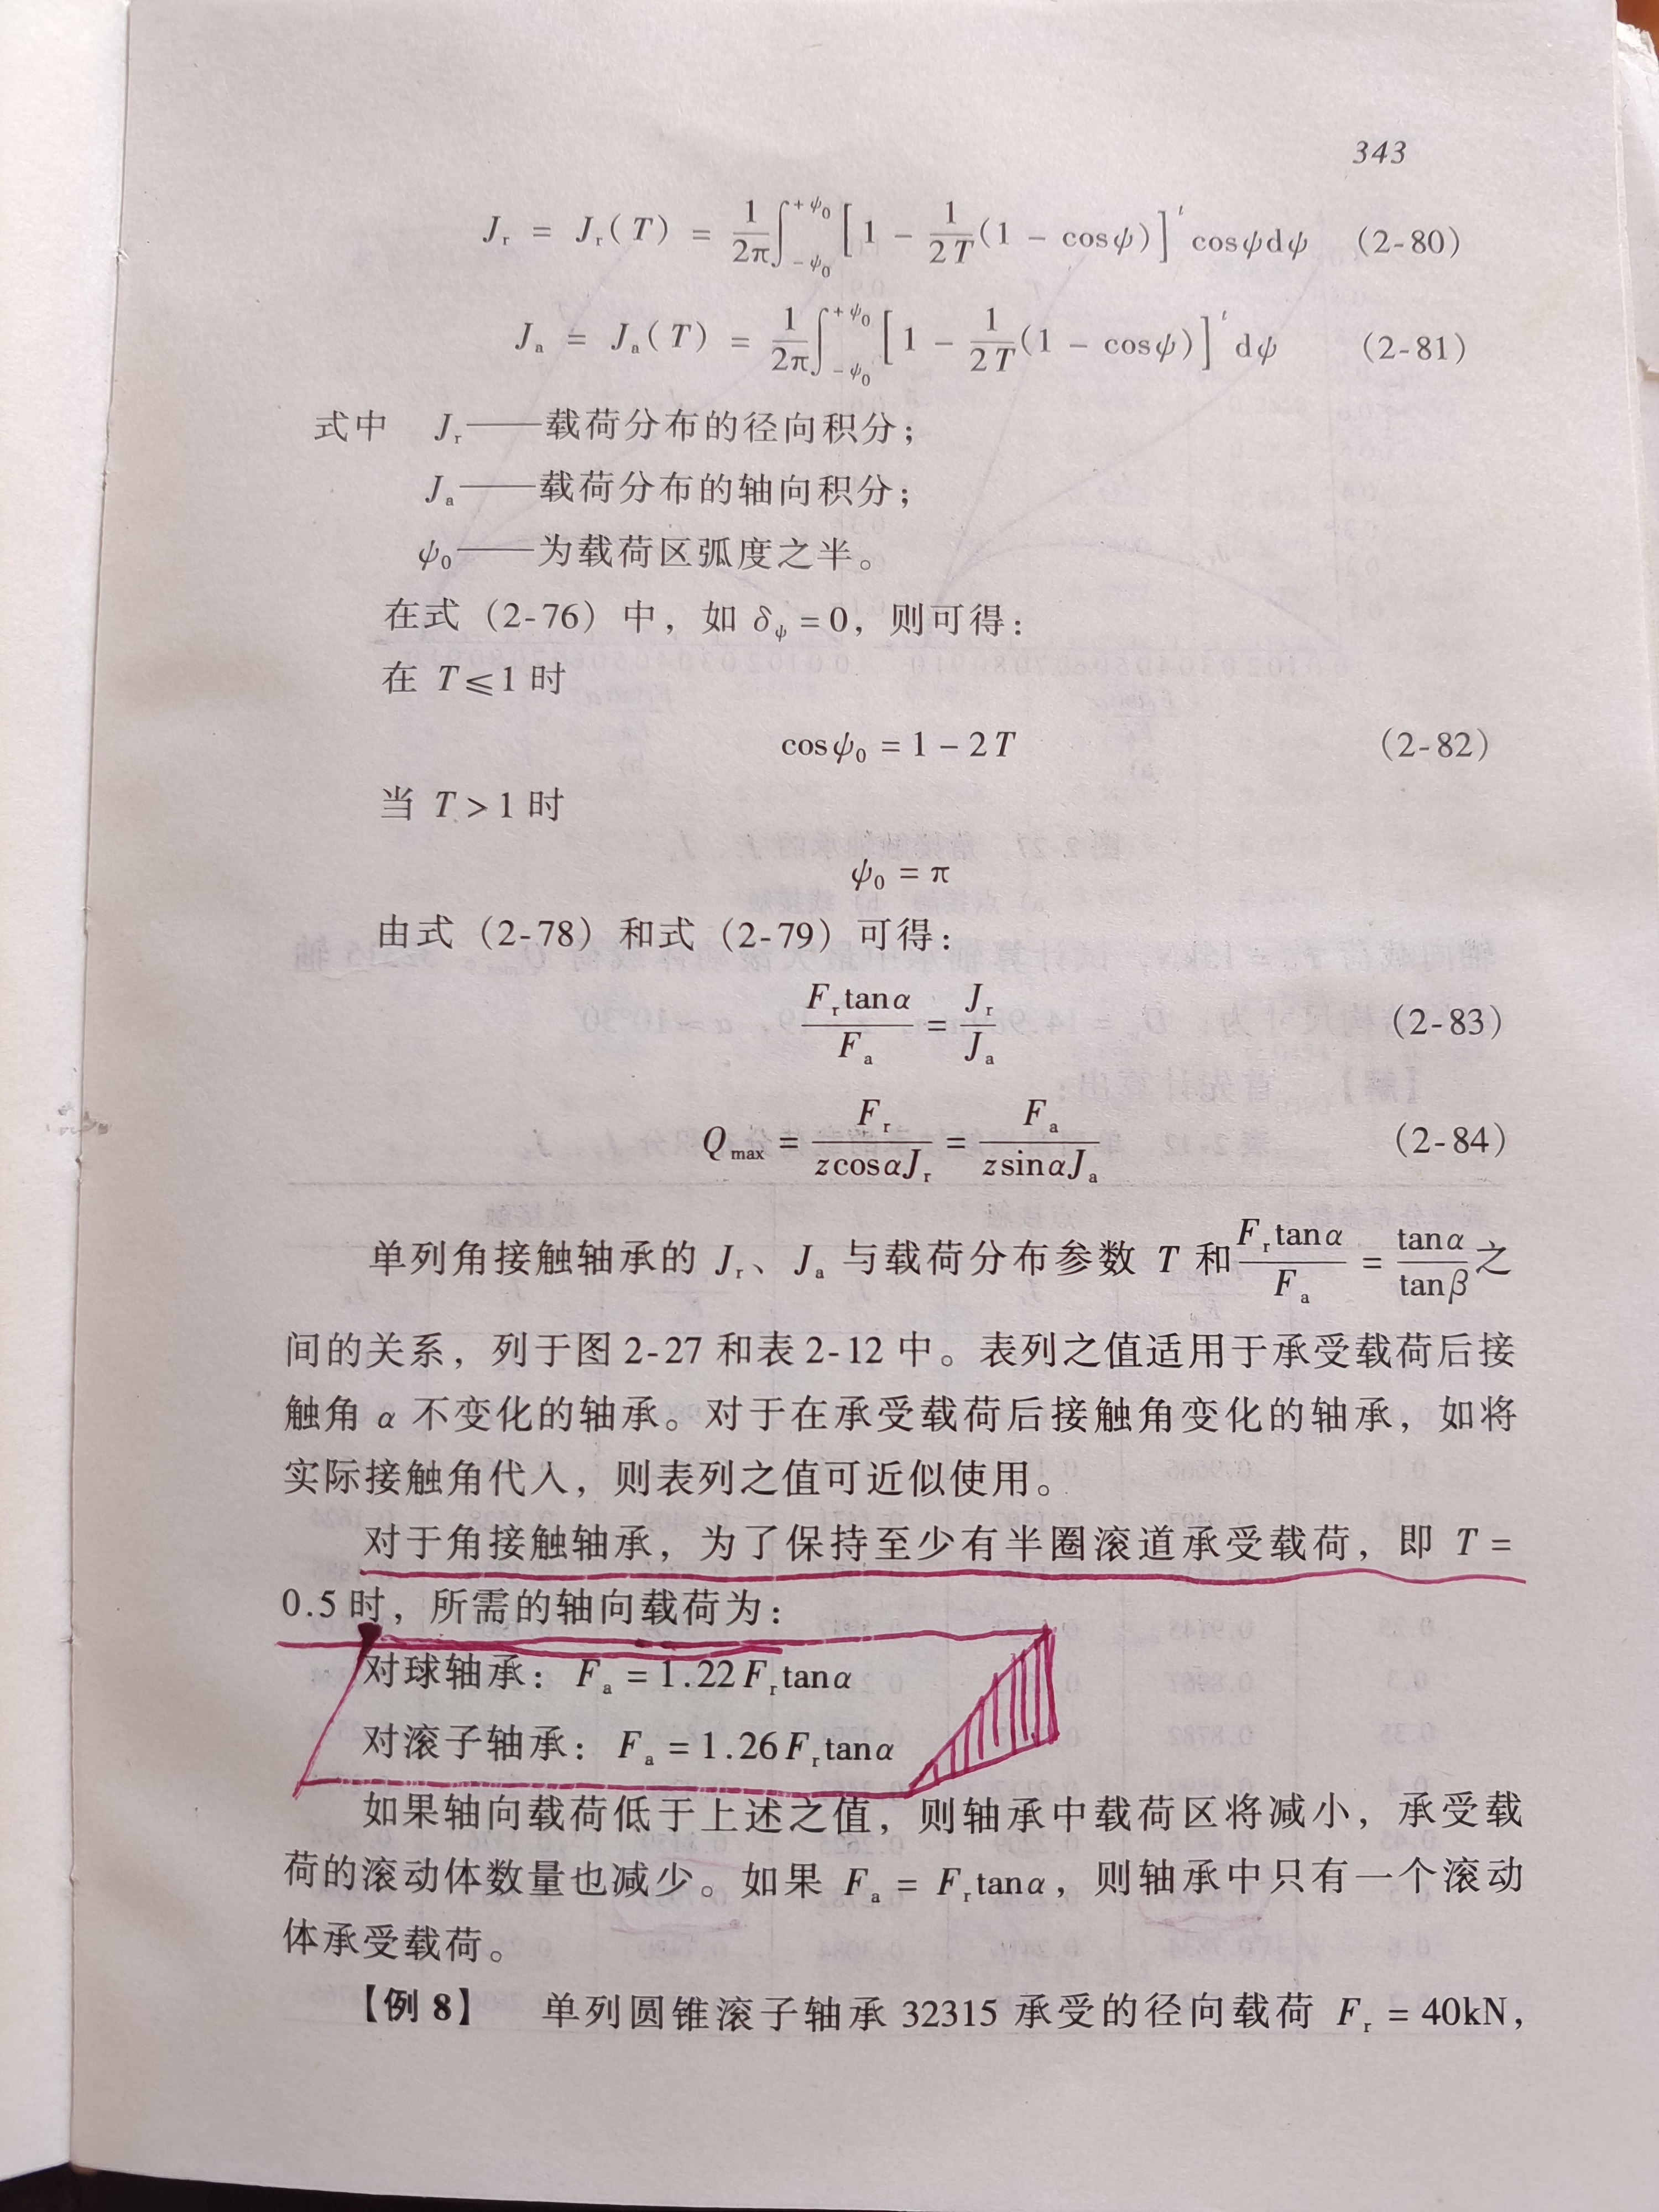 343
J_r = J_r(T) = \frac{1}{2π}∫_{-ψ_0}^{+ψ_0}[1 - \frac{1}{2T}(1 - cosψ)]^t cosψdψ (2-80)
J_a = J_a(T) = \frac{1}{2π}∫_{-ψ_0}^{+ψ_0}[1 - \frac{1}{2T}(1 - cosψ)]^t dψ (2-81)
式中 J_r——载荷分布的径向积分；
J_a——载荷分布的轴向积分；
ψ_0——为载荷区弧度之半。
在式（2-76）中，如 δ_ψ = 0，则可得：
在 T ⩽ 1 时
cosψ_0 = 1 - 2T (2-82)
当 T > 1 时
ψ_0 = π
由式（2-78）和式（2-79）可得：
\frac{F_r tanα}{F_a} = \frac{J_r}{J_a} (2-83)
Q_max = \frac{F_r}{zcosαJ_r} = \frac{F_a}{zsinαJ_a} (2-84)
单列角接触轴承的 J_r、J_a 与载荷分布参数 T 和 \frac{F_r tanα}{F_a} = \frac{tanα}{tanβ} 之
间的关系，列于图 2-27 和表 2-12 中。表列之值适用于承受载荷后接
触角 α 不变化的轴承。对于在承受载荷后接触角变化的轴承，如将
实际接触角代入，则表列之值可近似使用。
对于角接触轴承，为了保持至少有半圈滚道承受载荷，即 T =
0.5 时，所需的轴向载荷为：
对球轴承：F_a = 1.22F_r tanα
对滚子轴承：F_a = 1.26F_r tanα
如果轴向载荷低于上述之值，则轴承中载荷区将减小，承受载
荷的滚动体数量也减少。如果 F_a = F_r tanα，则轴承中只有一个滚动
体承受载荷。
【例 8】 单列圆锥滚子轴承 32315 承受的径向载荷 F_r = 40kN，